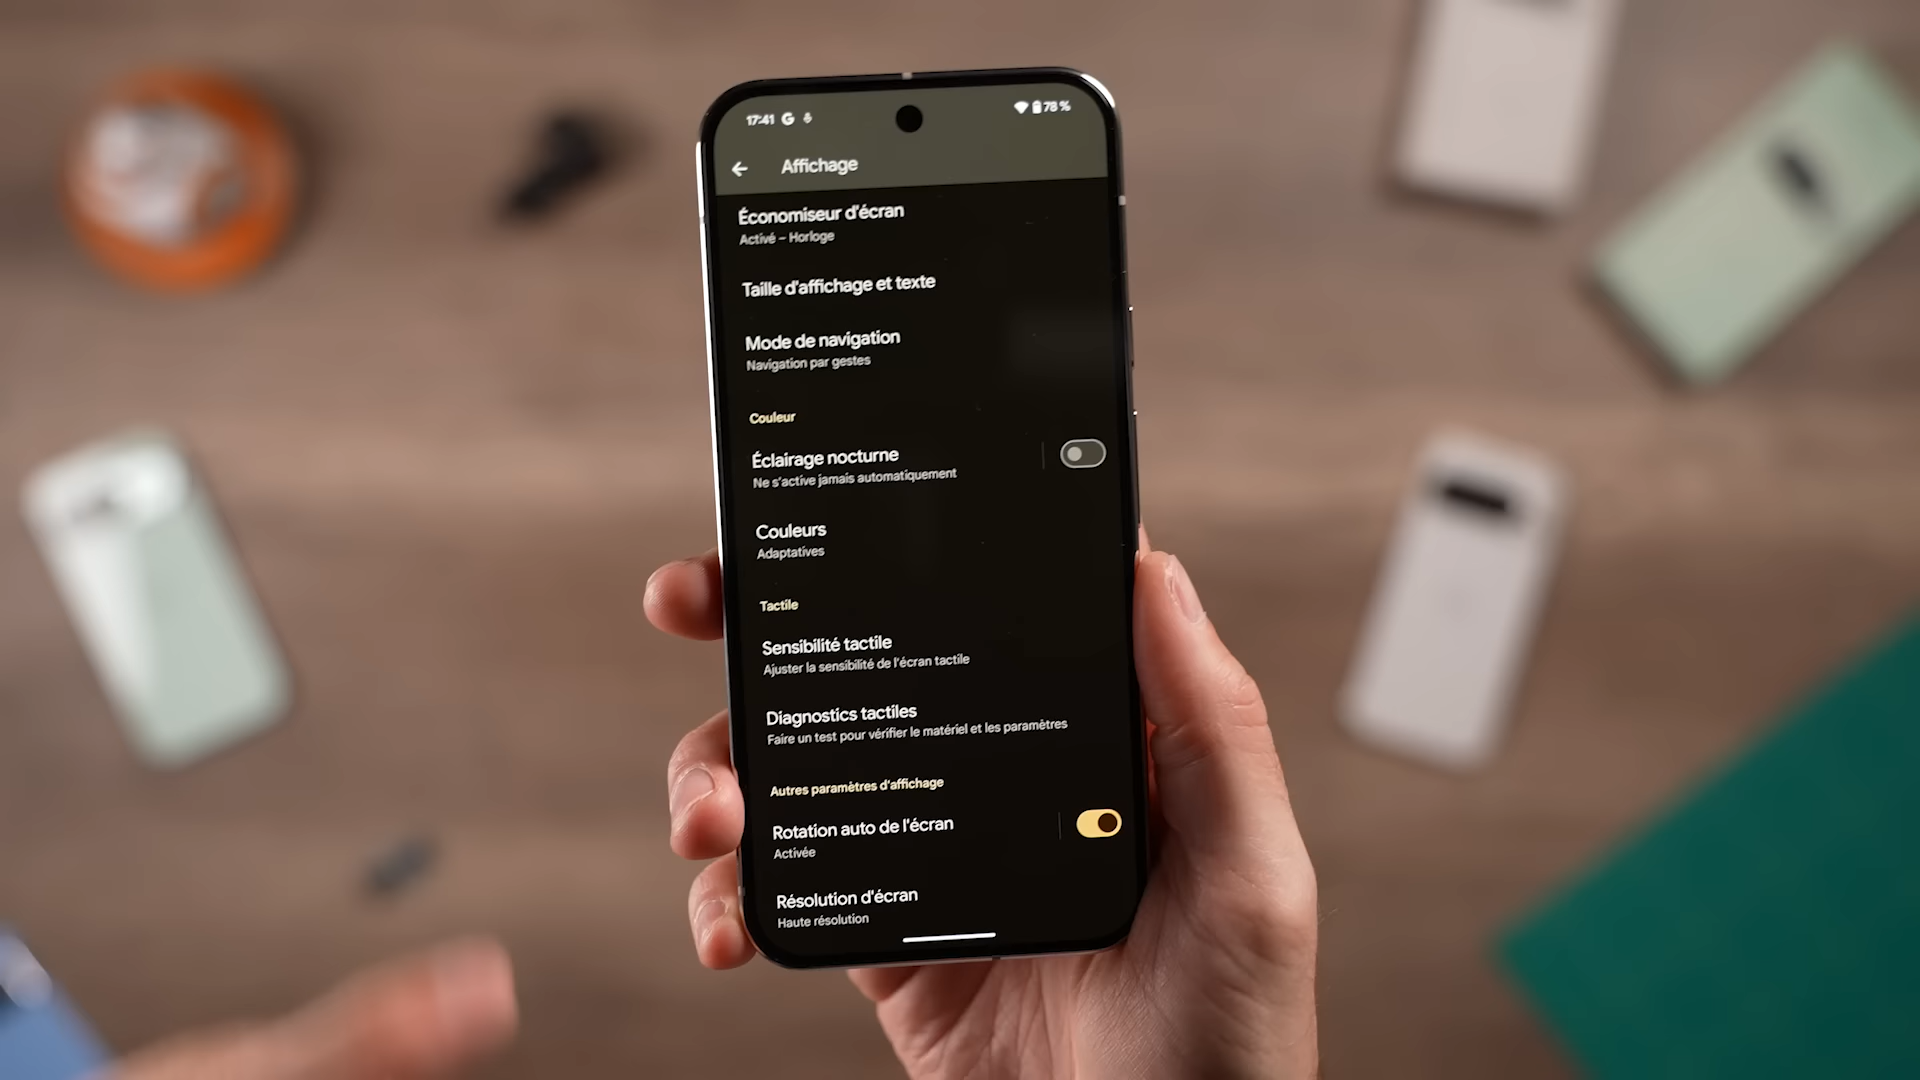 17:41 G 78 %
Affichage
Économiseur d'écran
Activé – Horloge
Taille d'affichage et texte
Mode de navigation
Navigation par gestes
Couleur
Éclairage nocturne
Ne s'active jamais automatiquement
Couleurs
Adaptatives
Tactile
Sensibilité tactile
Ajuster la sensibilité de l'écran tactile
Diagnostics tactiles
Faire un test pour vérifier le matériel et les paramètres
Autres paramètres d'affichage
Rotation auto de l'écran
Activée
Résolution d'écran
Haute résolution